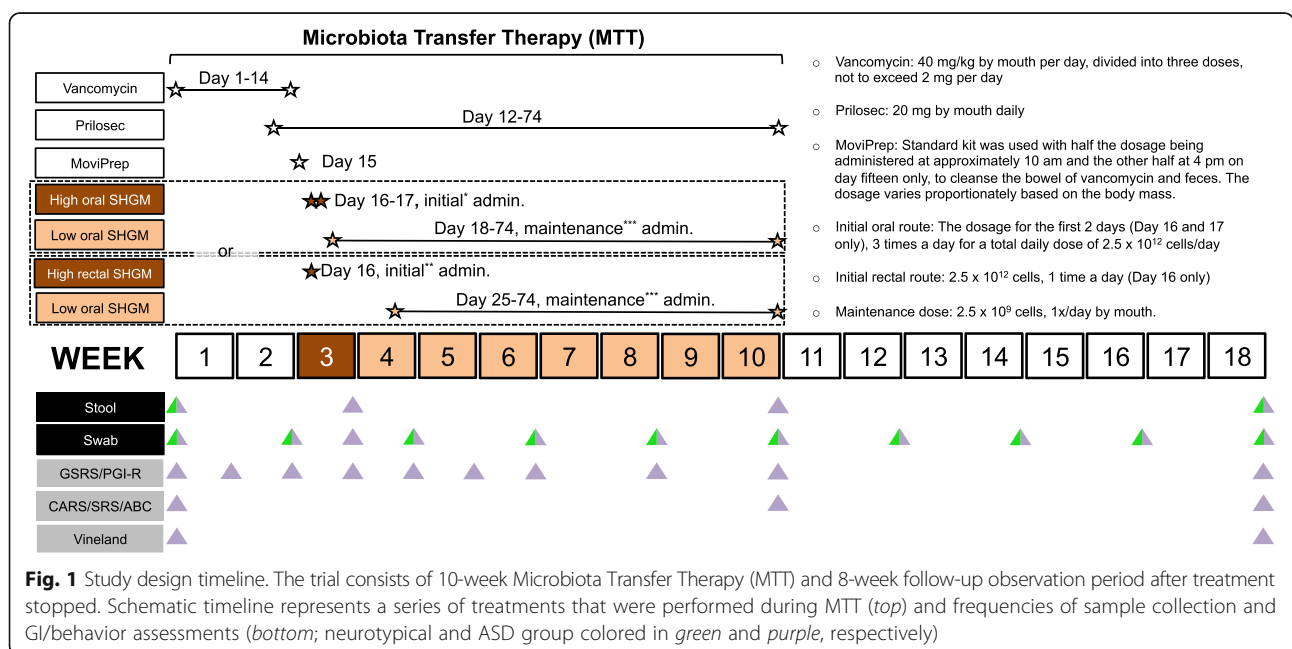 Microbiota Transfer Therapy (MTT)
Vancomycin
Day 1-14
Prilosec
Day 12-74
MoviPrep
Day 15
High oral SHGM
Day 16-17, initial* admin.
Low oral SHGM
Day 18-74, maintenance*** admin.
or
High rectal SHGM
Day 16, initial** admin.
Low oral SHGM
Day 25-74, maintenance*** admin.
○ Vancomycin: 40 mg/kg by mouth per day, divided into three doses,
not to exceed 2 mg per day
○ Prilosec: 20 mg by mouth daily
○ MoviPrep: Standard kit was used with half the dosage being
administered at approximately 10 am and the other half at 4 pm on
day fifteen only, to cleanse the bowel of vancomycin and feces. The
dosage varies proportionately based on the body mass.
○ Initial oral route: The dosage for the first 2 days (Day 16 and 17
only), 3 times a day for a total daily dose of 2.5 x 10¹² cells/day
○ Initial rectal route: 2.5 x 10¹² cells, 1 time a day (Day 16 only)
○ Maintenance dose: 2.5 x 10⁹ cells, 1x/day by mouth.
WEEK 1 2 3 4 5 6 7 8 9 10 11 12 13 14 15 16 17 18
Stool
Swab
GSRS/PGI-R
CARS/SRS/ABC
Vineland
Fig. 1 Study design timeline. The trial consists of 10-week Microbiota Transfer Therapy (MTT) and 8-week follow-up observation period after treatment
stopped. Schematic timeline represents a series of treatments that were performed during MTT (top) and frequencies of sample collection and
GI/behavior assessments (bottom; neurotypical and ASD group colored in green and purple, respectively)